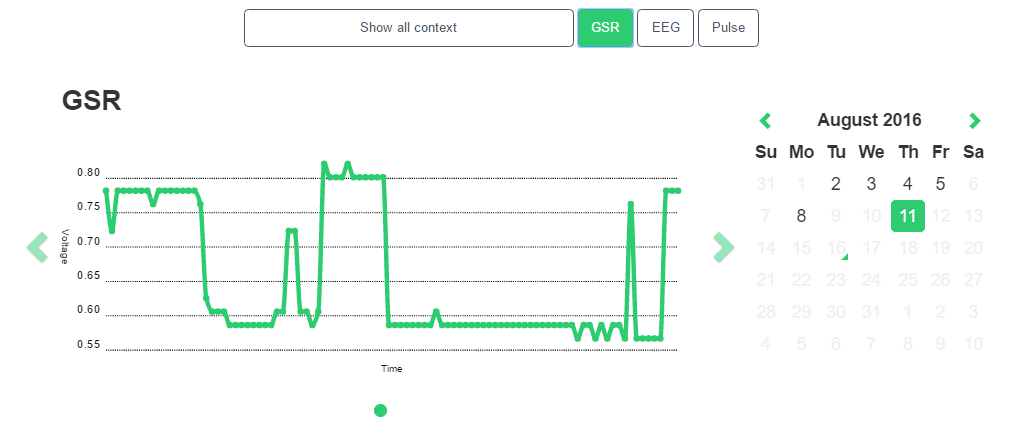 Show all context GSR EEG Pulse
GSR
0.80
0.75
0.70
0.65
0.60
0.55
Voltage
Time
August 2016
Su Mo Tu We Th Fr Sa
31 1 2 3 4 5 6
7 8 9 10 11 12 13
14 15 16 17 18 19 20
21 22 23 24 25 26 27
28 29 30 31 1 2 3
4 5 6 7 8 9 10